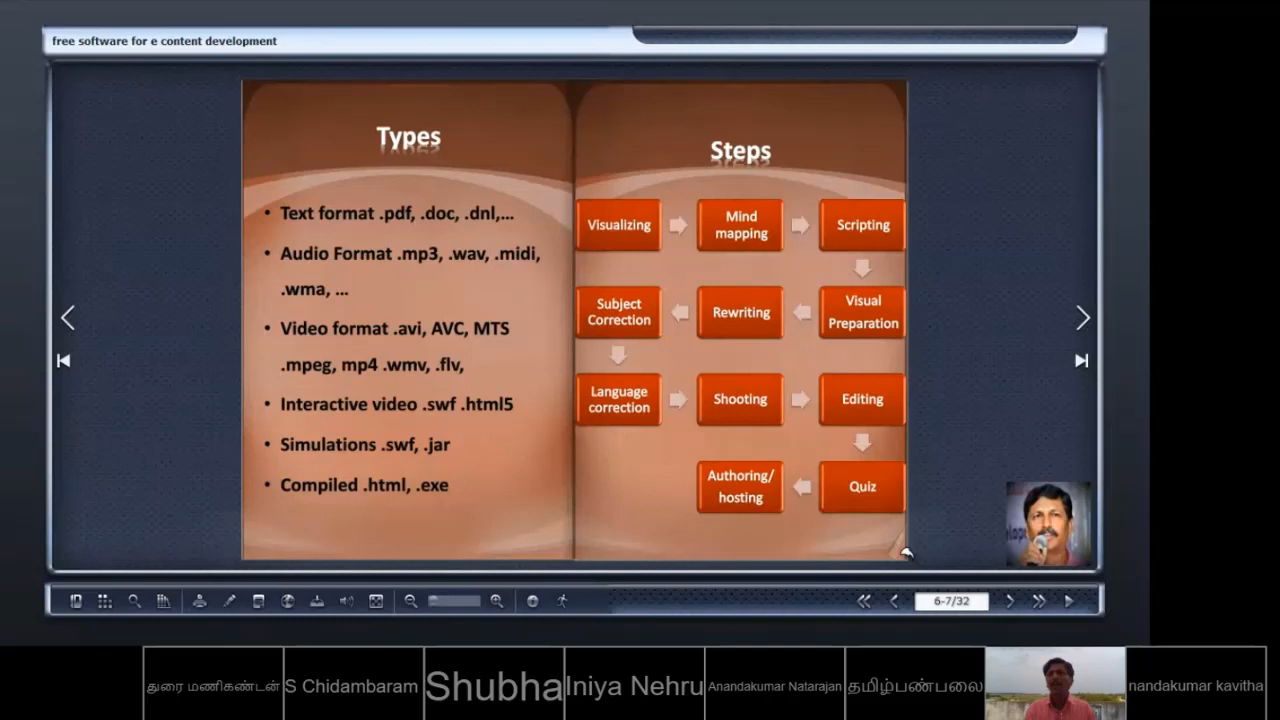 free software for e content development
Types
• Text format .pdf, .doc, .dnl,...
• Audio Format .mp3, .wav, .midi,
.wma, ...
• Video format .avi, AVC, MTS
.mpeg, mp4 .wmv, .flv,
• Interactive video .swf .html5
• Simulations .swf, .jar
• Compiled .html, .exe
Steps
Visualizing
Mind
mapping
Scripting
Visual
Preparation
Rewriting
Subject
Correction
Language
correction
Shooting
Editing
Quiz
Authoring/
hosting
6-7/32
துரை மணிகண்டன்
S Chidambaram
Shubha
Iniya Nehru
Anandakumar Natarajan
தமிழ்பண்பலை
nandakumar kavitha